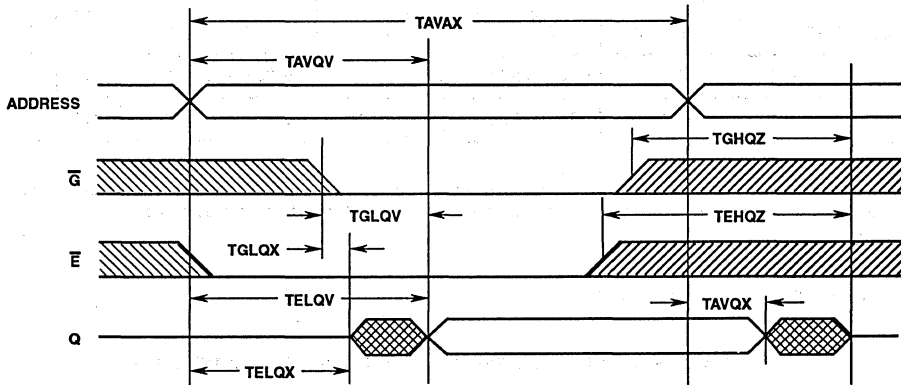 TAVAX
TAVQV
ADDRESS
TGHQZ
G̅
TGLQV
TEHQZ
TGLQX
E̅
TELQV
TAVQX
Q
TELQX